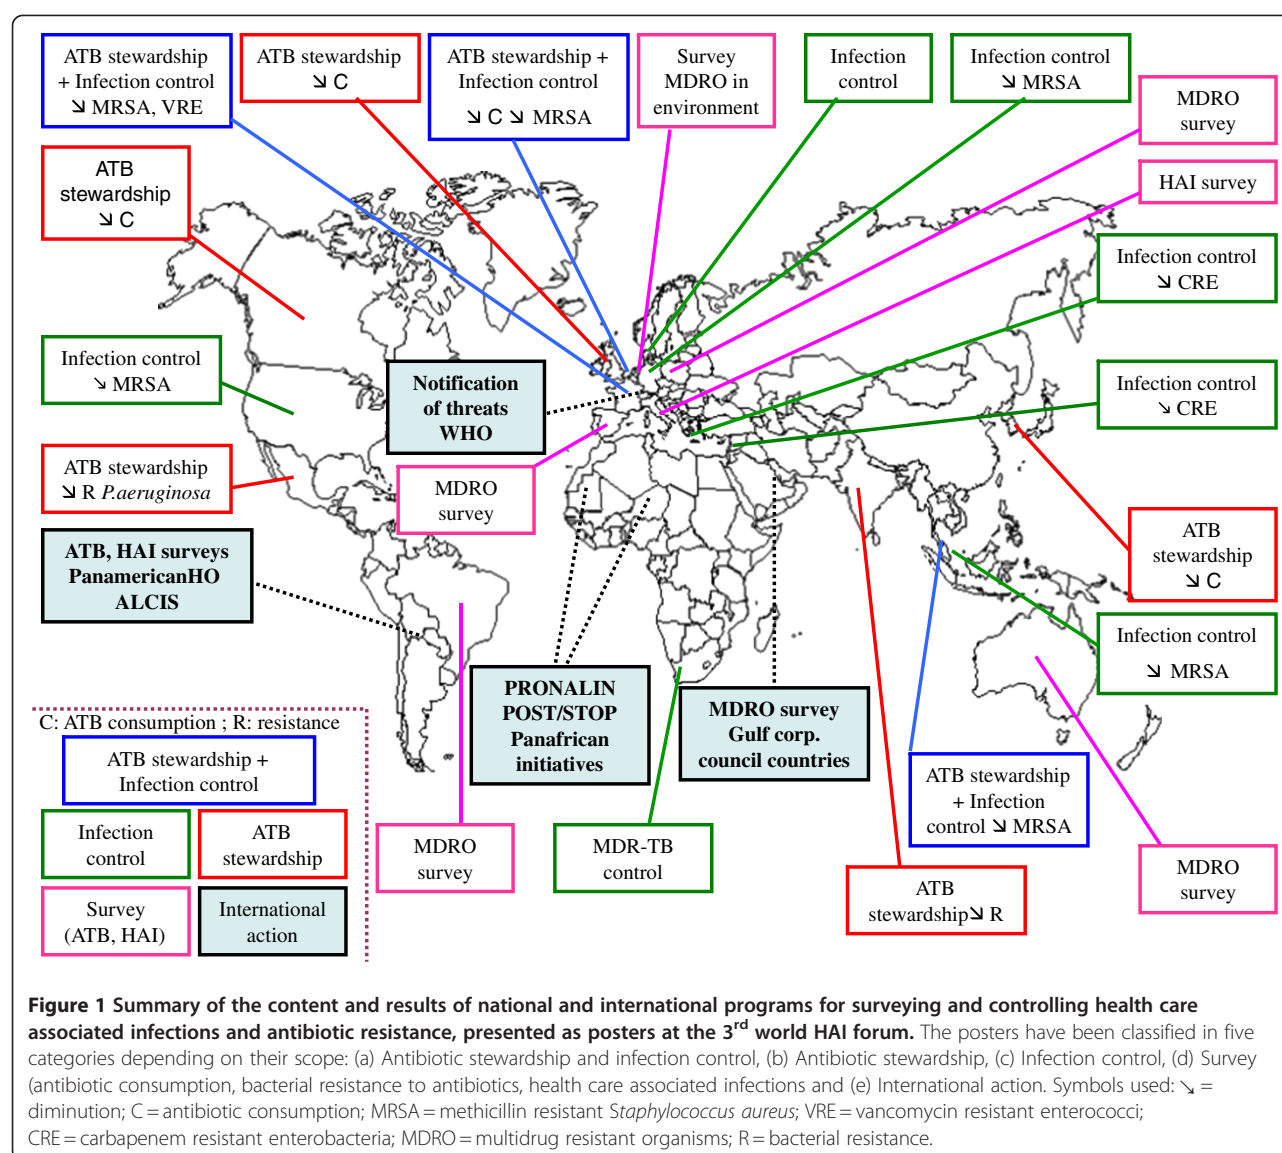 ATB stewardship
+ Infection control
↘ MRSA, VRE
ATB stewardship
↘ C
ATB stewardship +
Infection control
↘ C ↘ MRSA
Survey
MDRO in
environment
Infection
control
Infection control
↘ MRSA
MDRO
survey
HAI survey
ATB
stewardship
↘ C
Infection control
↘ CRE
Infection control
↘ MRSA
Notification
of threats
WHO
Infection control
↘ CRE
ATB stewardship
↘ R P.aeruginosa
MDRO
survey
ATB
stewardship
↘ C
ATB, HAI surveys
PanamericanHO
ALCIS
Infection control
↘ MRSA
PRONALIN
POST/STOP
Panafrican
initiatives
MDRO survey
Gulf corp.
council countries
ATB stewardship
+ Infection
control ↘ MRSA
MDRO
survey
MDR-TB
control
ATB
stewardship↘ R
MDRO
survey
C: ATB consumption ; R: resistance
ATB stewardship +
Infection control
Infection
control
ATB
stewardship
Survey
(ATB, HAI)
International
action
Figure 1 Summary of the content and results of national and international programs for surveying and controlling health care
associated infections and antibiotic resistance, presented as posters at the 3rd world HAI forum. The posters have been classified in five
categories depending on their scope: (a) Antibiotic stewardship and infection control, (b) Antibiotic stewardship, (c) Infection control, (d) Survey
(antibiotic consumption, bacterial resistance to antibiotics, health care associated infections and (e) International action. Symbols used: ↘ =
diminution; C = antibiotic consumption; MRSA = methicillin resistant Staphylococcus aureus; VRE = vancomycin resistant enterococci;
CRE = carbapenem resistant enterobacteria; MDRO = multidrug resistant organisms; R = bacterial resistance.